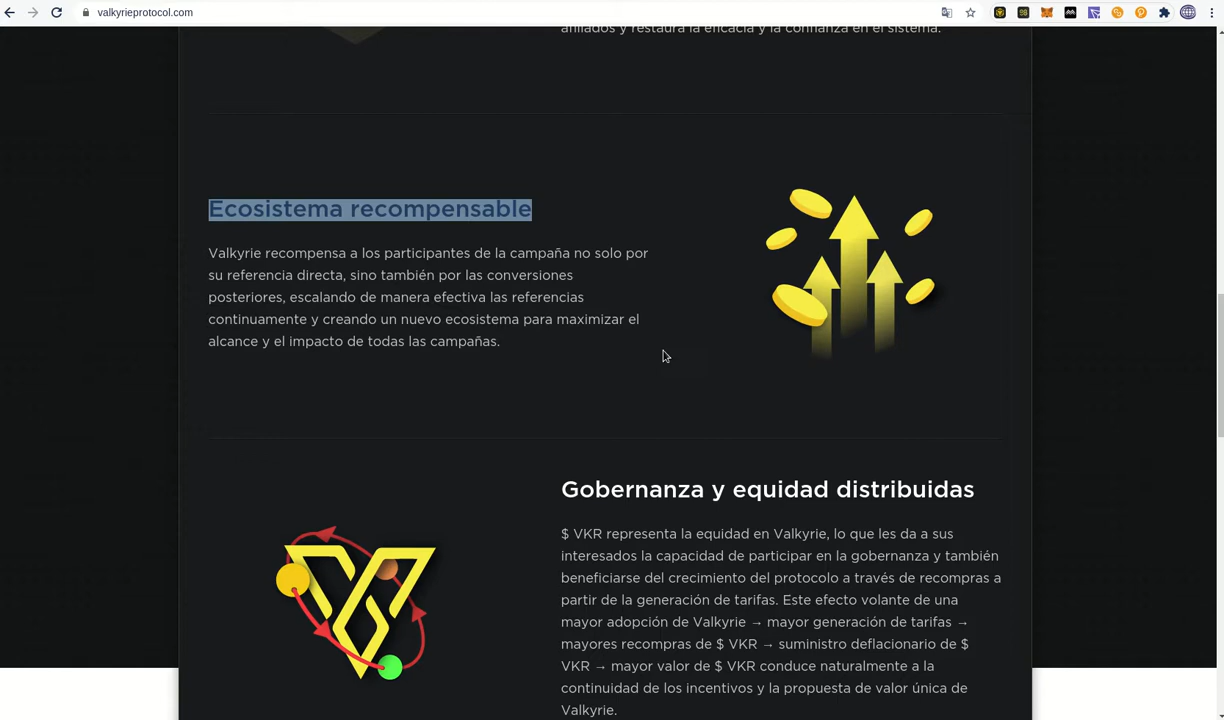 valkyrieprotocol.com
afiliados y restaura la eficacia y la confianza en el sistema.
Ecosistema recompensable
Valkyrie recompensa a los participantes de la campaña no solo por
su referencia directa, sino también por las conversiones
posteriores, escalando de manera efectiva las referencias
continuamente y creando un nuevo ecosistema para maximizar el
alcance y el impacto de todas las campañas.
Gobernanza y equidad distribuidas
$ VKR representa la equidad en Valkyrie, lo que les da a sus
interesados la capacidad de participar en la gobernanza y también
beneficiarse del crecimiento del protocolo a través de recompras a
partir de la generación de tarifas. Este efecto volante de una
mayor adopción de Valkyrie → mayor generación de tarifas →
mayores recompras de $ VKR → suministro deflacionario de $
VKR → mayor valor de $ VKR conduce naturalmente a la
continuidad de los incentivos y la propuesta de valor única de
Valkyrie.